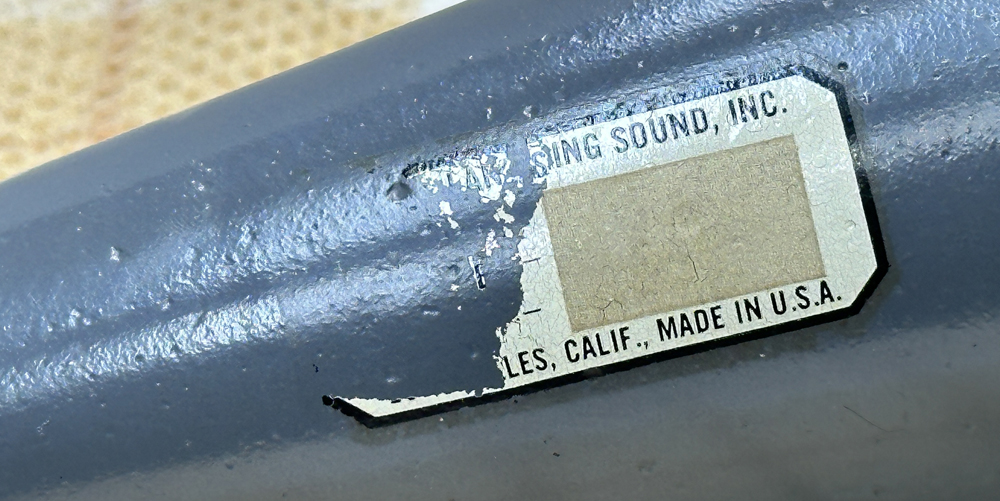 SING SOUND, INC.
LES, CALIF., MADE IN U.S.A.